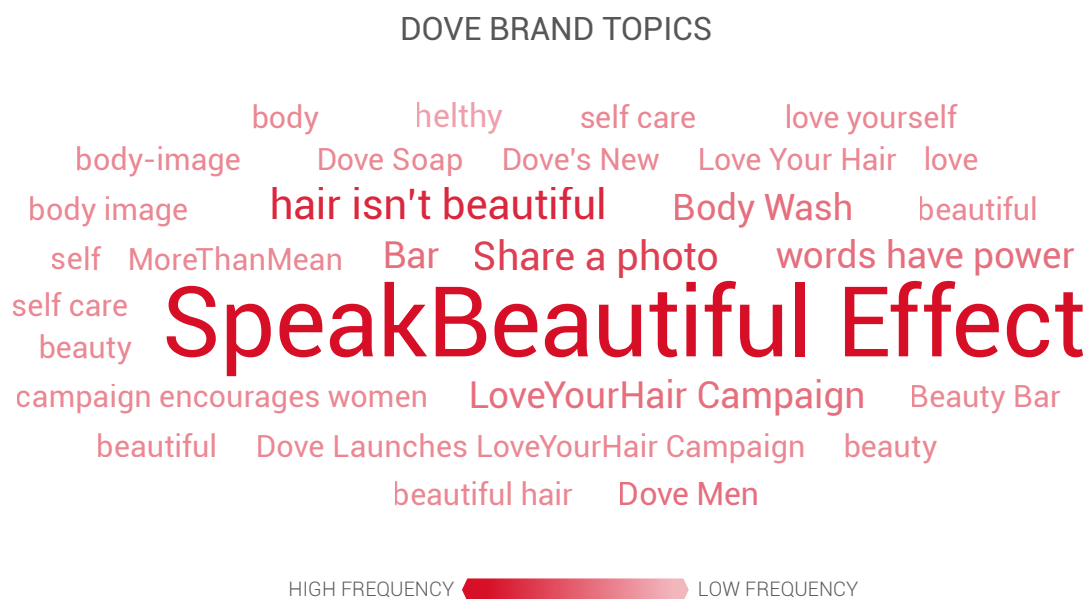 DOVE BRAND TOPICS
body helthy self care love yourself
body-image Dove Soap Dove's New Love Your Hair love
hair isn't beautiful Body Wash
body image beautiful
self MoreThanMean Bar Share a photo words have power
self care
SpeakBeautiful Effect
beauty
campaign encourages women LoveYourHair Campaign Beauty Bar
beautiful Dove Launches LoveYourHair Campaign beauty
beautiful hair Dove Men
HIGH FREQUENCY LOW FREQUENCY